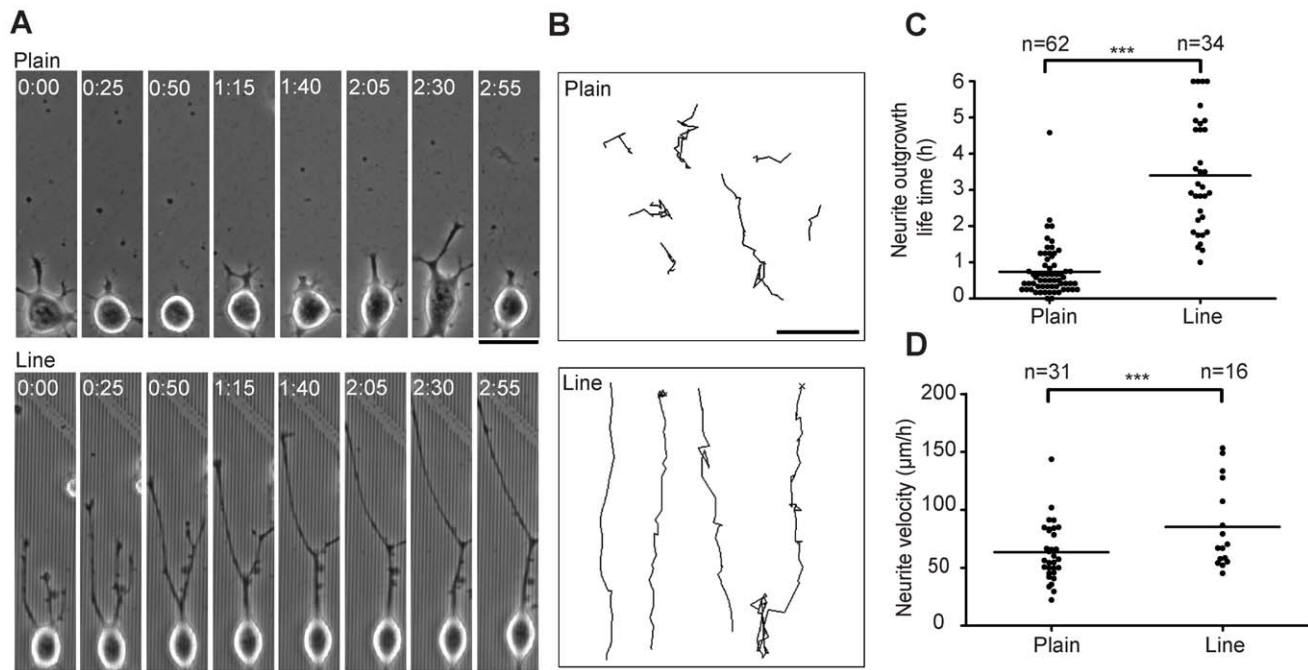 A
Plain
0:00 0:25 0:50 1:15 1:40 2:05 2:30 2:55
Line
0:00 0:25 0:50 1:15 1:40 2:05 2:30 2:55
B
Plain
Line
C
n=62 *** n=34
Neurite outgrowth
life time (h)
6
5
4
3
2
1
0
Plain Line
D
n=31 *** n=16
Neurite velocity (µm/h)
200
150
100
50
0
Plain Line